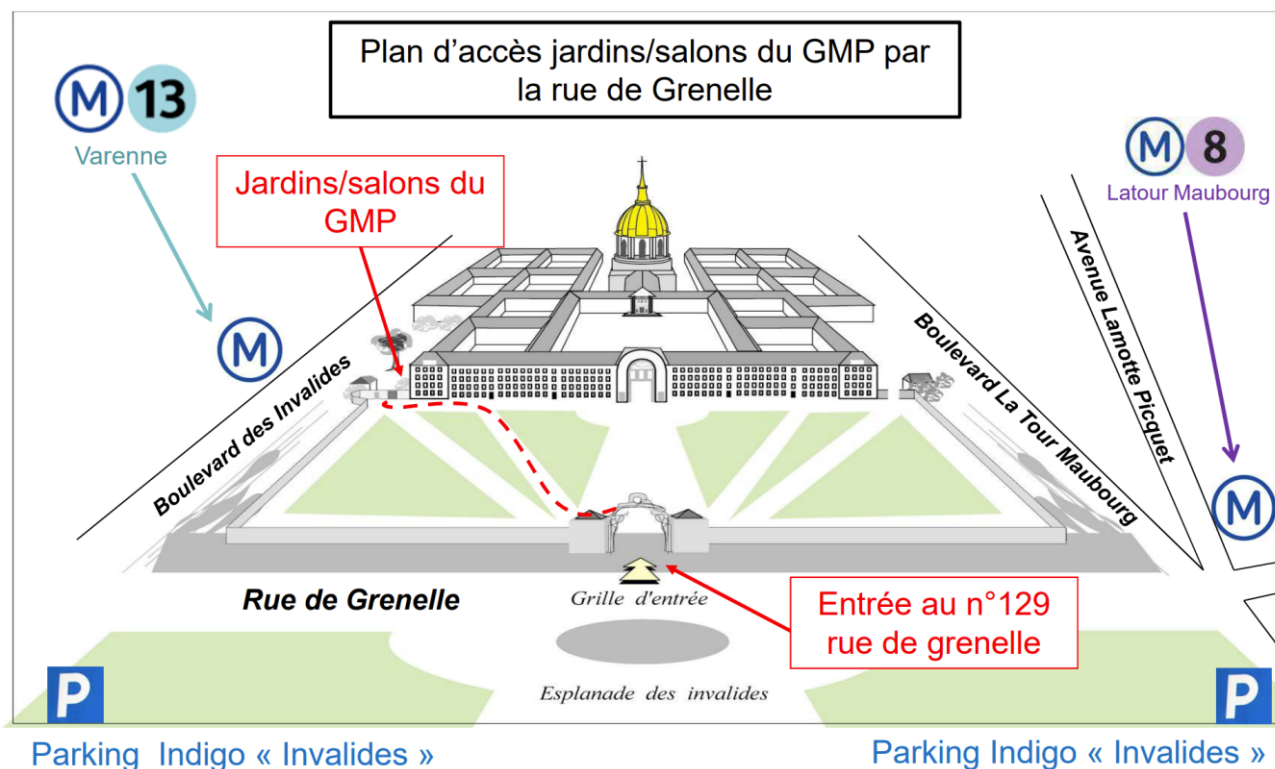 Plan d’accès jardins/salons du GMP par
la rue de Grenelle
M 13
Varenne
M 8
Latour Maubourg
Jardins/salons du
GMP
M
Boulevard des Invalides
Boulevard La Tour Maubourg
Avenue Lamotte Picquet
M
Rue de Grenelle
Grille d'entrée
Entrée au n°129
rue de grenelle
Esplanade des invalides
P
P
Parking Indigo « Invalides »
Parking Indigo « Invalides »